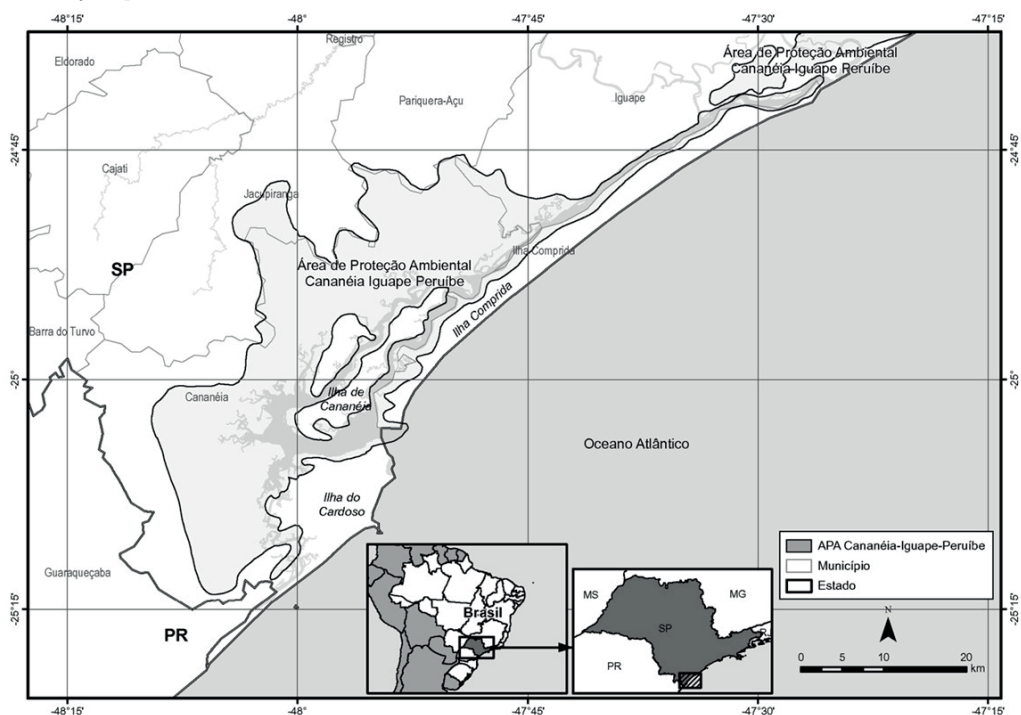 -48°15'
-48°
-47°45'
-47°30'
-47°15'
Eldorado
Registro
Pariquera-Açu
Iguape
Área de Proteção Ambiental
Cananéia-Iguape Peruíbe
-24°45'
-24°45'
Cajati
Jacupiranga
SP
Área de Proteção Ambiental
Cananéia Iguape Peruíbe
Ilha Comprida
Ilha Comprida
Barra do Turvo
-25°
-25°
Cananéia
Ilha de
Cananéia
Oceano Atlântico
Ilha do
Cardoso
Guaraqueçaba
-25°15'
-25°15'
PR
Brasil
MS
MG
SP
PR
APA Cananéia-Iguape-Peruíbe
Município
Estado
N
0 5 10 20
km
-48°15'
-48°
-47°45'
-47°30'
-47°15'